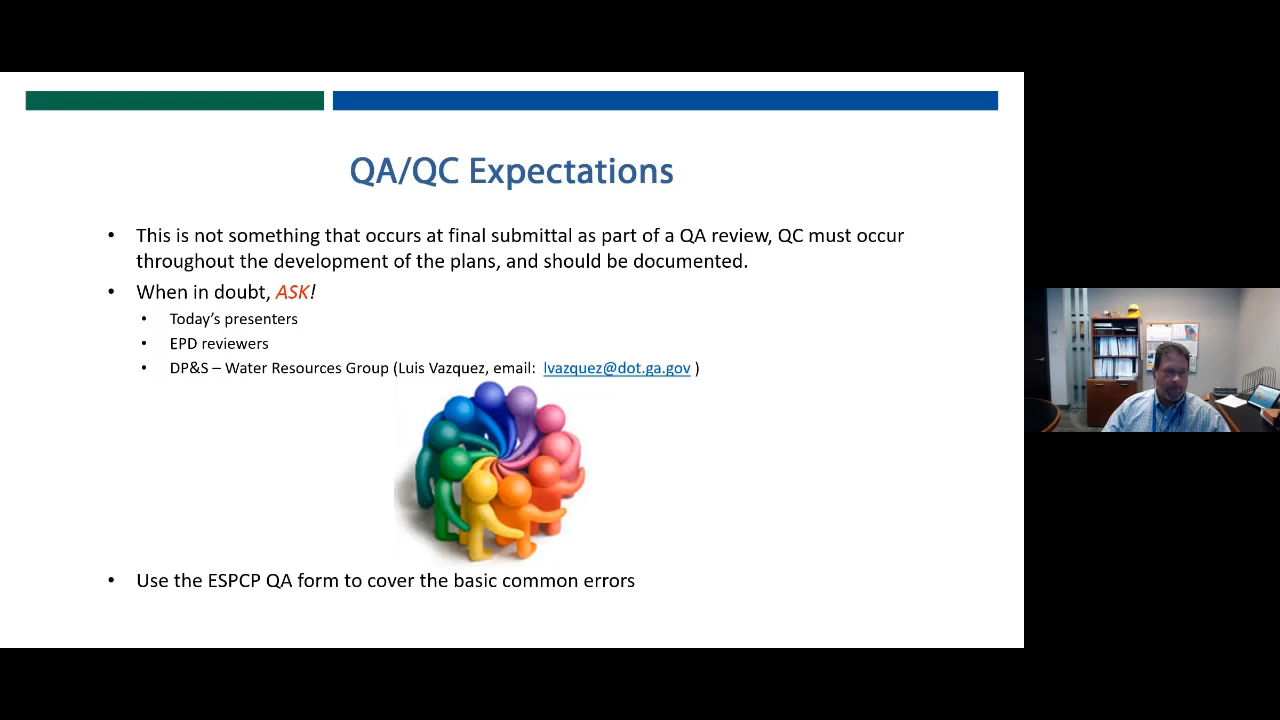 QA/QC Expectations
• This is not something that occurs at final submittal as part of a QA review, QC must occur
throughout the development of the plans, and should be documented.
• When in doubt, ASK!
• Today's presenters
• EPD reviewers
• DP&S – Water Resources Group (Luis Vazquez, email: lvazquez@dot.ga.gov )
• Use the ESPCP QA form to cover the basic common errors